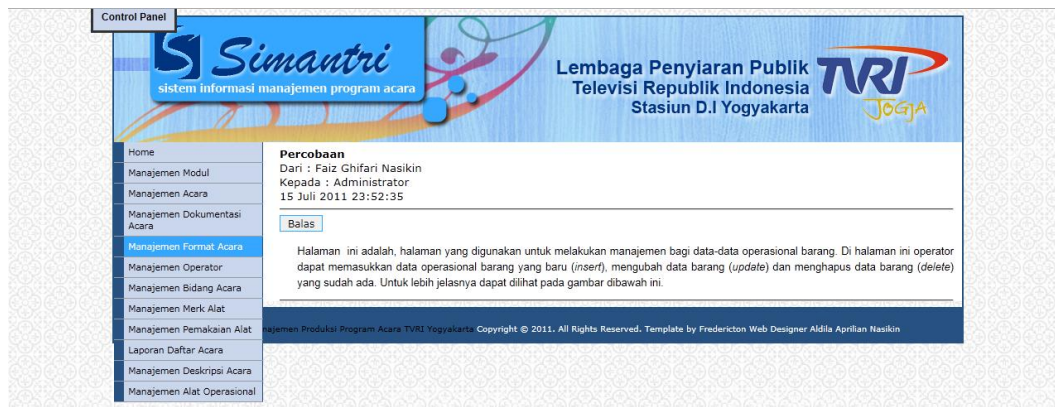 Control Panel
Simantri
sistem informasi manajemen program acara
Lembaga Penyiaran Publik
Televisi Republik Indonesia
Stasiun D.I Yogyakarta
TVRI
JOGJA
Home
Manajemen Modul
Manajemen Acara
Manajemen Dokumentasi
Acara
Manajemen Format Acara
Manajemen Operator
Manajemen Bidang Acara
Manajemen Merk Alat
Manajemen Pemakaian Alat
Laporan Daftar Acara
Manajemen Deskripsi Acara
Manajemen Alat Operasional
Percobaan
Dari : Faiz Ghifari Nasikin
Kepada : Administrator
15 Juli 2011 23:52:35
Balas
Halaman ini adalah, halaman yang digunakan untuk melakukan manajemen bagi data-data operasional barang. Di halaman ini operator
dapat memasukkan data operasional barang yang baru (insert), mengubah data barang (update) dan menghapus data barang (delete)
yang sudah ada. Untuk lebih jelasnya dapat dilihat pada gambar dibawah ini.
najemen Produksi Program Acara TVRI Yogyakarta Copyright © 2011. All Rights Reserved. Template by Fredericton Web Designer Aldila Aprilian Nasikin